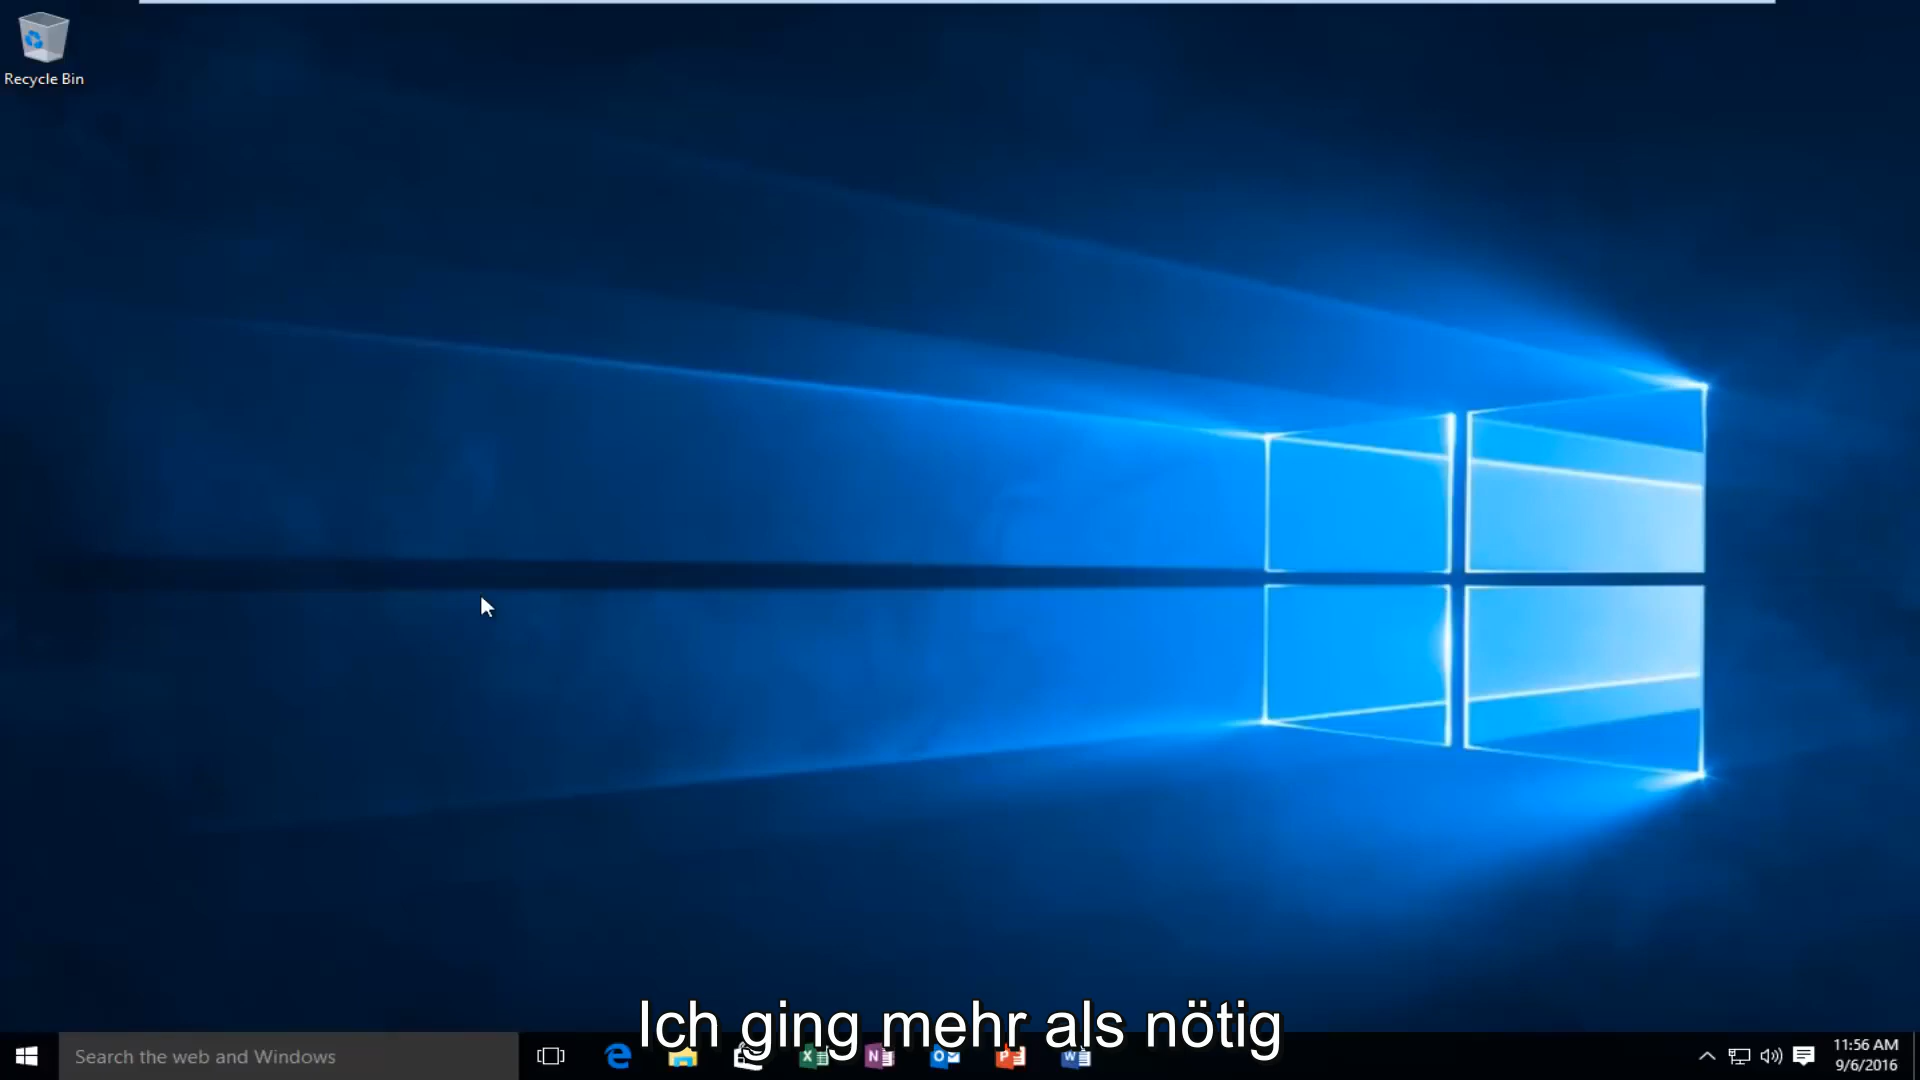 Recycle Bin
Ich ging mehr als nötig
Search the web and Windows
11:56 AM
9/6/2016